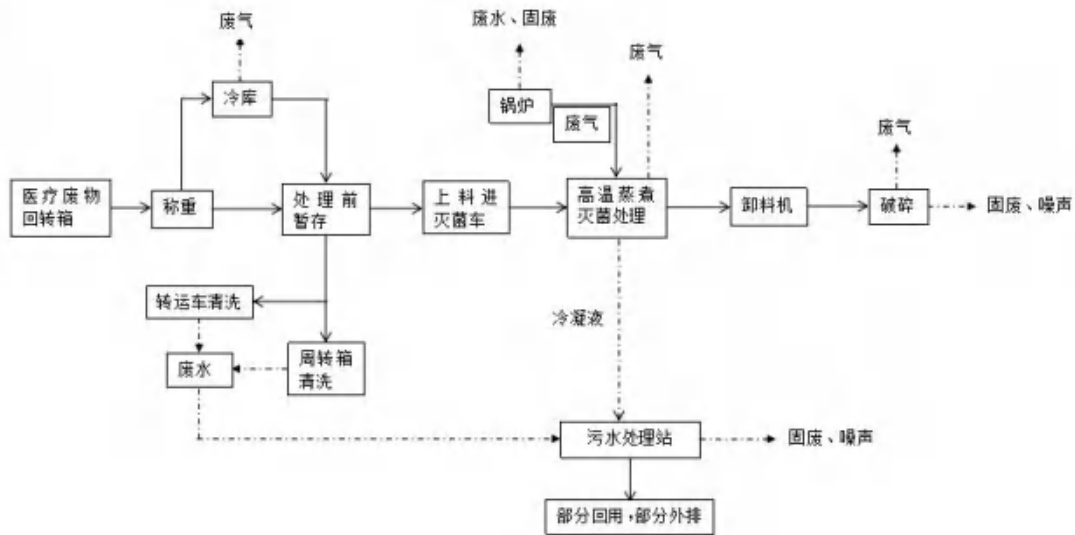 废气
废水、固废
废气
冷库
锅炉
废气
废气
医疗废物
回转箱
称重
处理前
暂存
上料进
灭菌车
高温蒸煮
灭菌处理
卸料机
破碎
固废、噪声
转运车清洗
冷凝液
废水
周转箱
清洗
污水处理站
固废、噪声
部分回用，部分外排